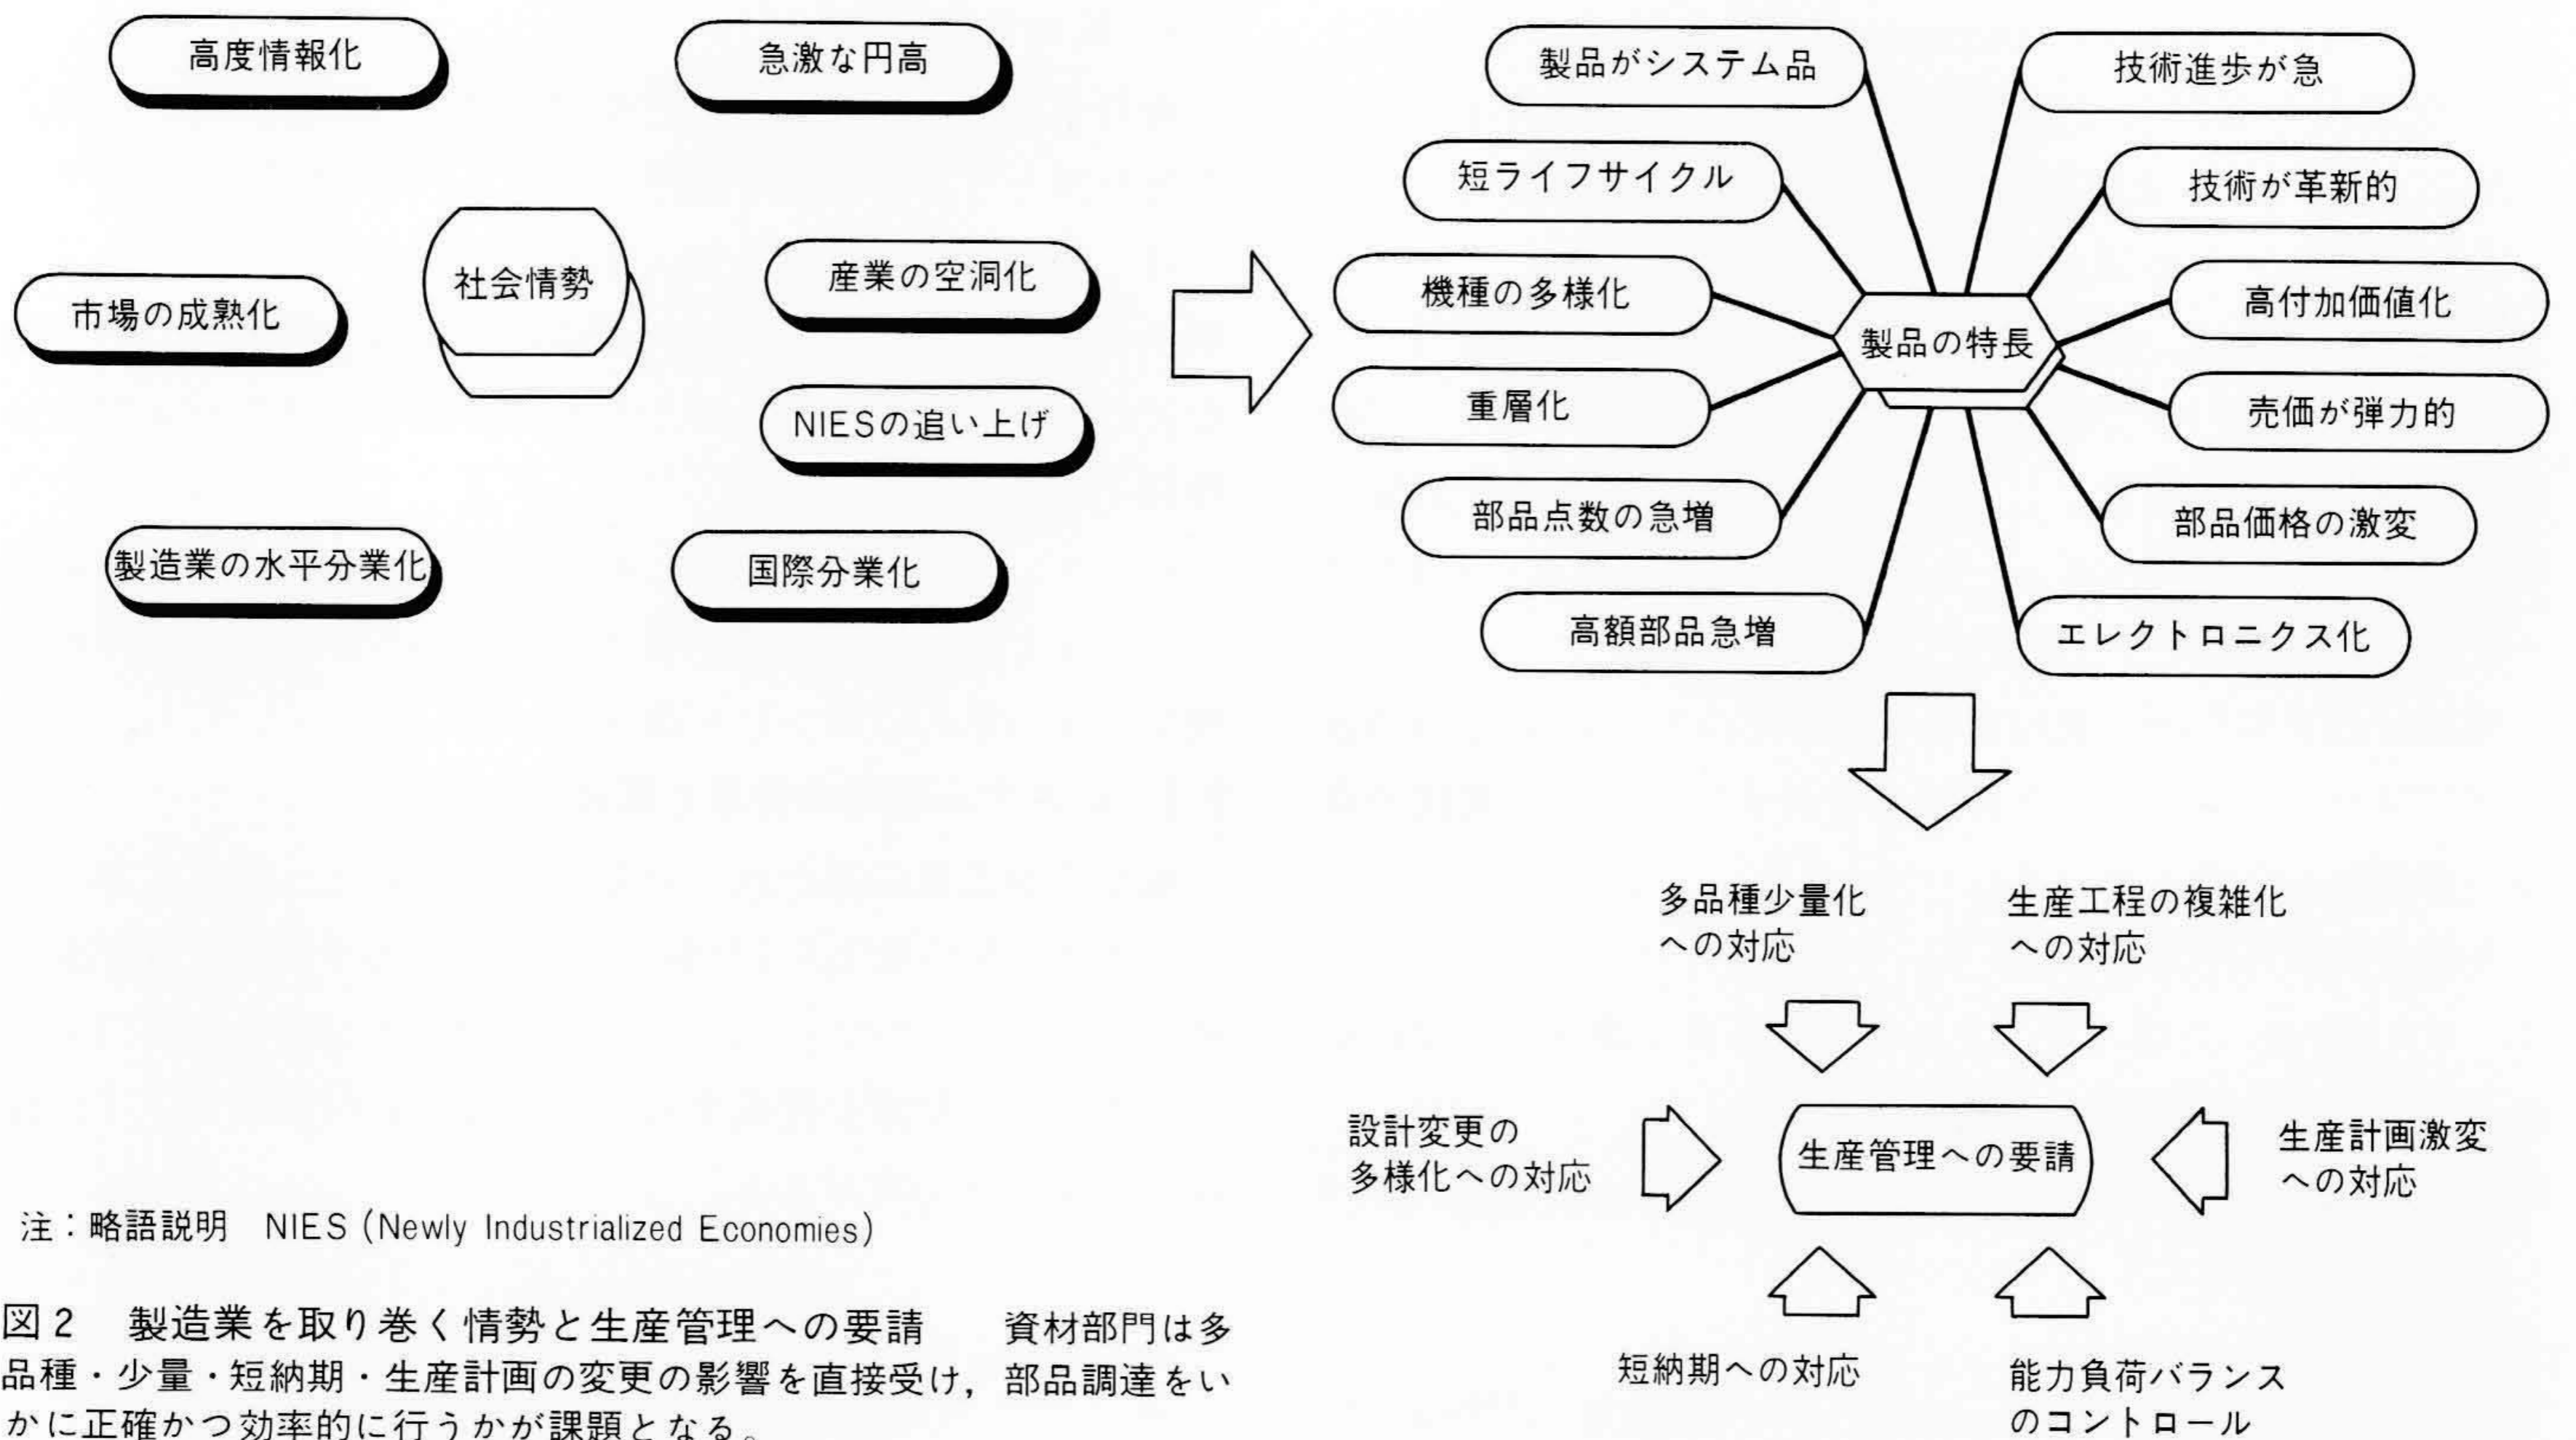 高度情報化
急激な円高
市場の成熟化
社会情勢
産業の空洞化
NIESの追い上げ
製造業の水平分業化
国際分業化
製品がシステム品
技術進歩が急
短ライフサイクル
技術が革新的
機種の多様化
高付加価値化
製品の特長
重層化
売価が弾力的
部品点数の急増
部品価格の激変
高額部品急増
エレクトロニクス化
多品種少量化
への対応
生産工程の複雑化
への対応
設計変更の
多様化への対応
生産管理への要請
生産計画激変
への対応
短納期への対応
能力負荷バランス
のコントロール
注：略語説明　NIES (Newly Industrialized Economies)
図2　製造業を取り巻く情勢と生産管理への要請　　資材部門は多
品種・少量・短納期・生産計画の変更の影響を直接受け，部品調達をい
かに正確かつ効率的に行うかが課題となる。